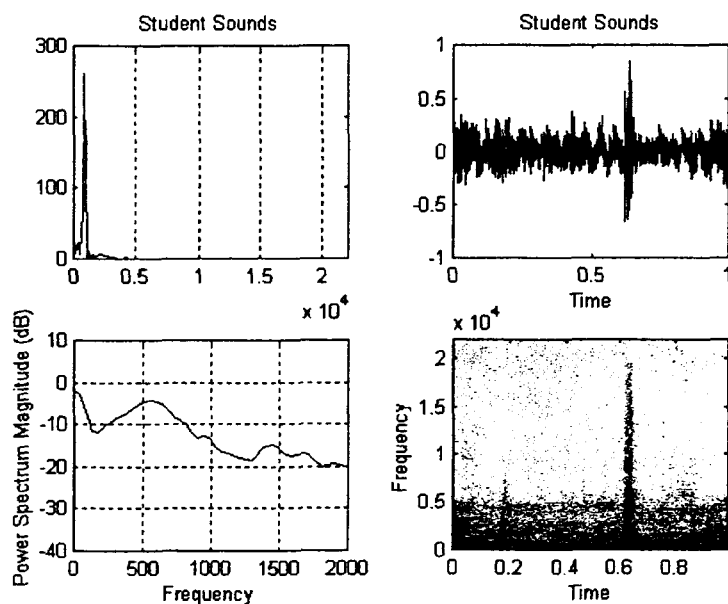 Student Sounds
300
200
100
0
0 0.5 1 1.5 2
x 10^4
Student Sounds
1
0.5
0
-0.5
-1
0 0.5 1
Time
Power Spectrum Magnitude (dB)
10
0
-10
-20
-30
-40
0 500 1000 1500 2000
Frequency
x 10^4
Frequency
2
1.5
1
0.5
0
0 0.2 0.4 0.6 0.8
Time